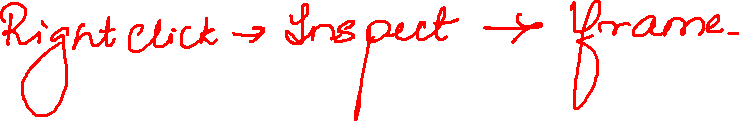 Right click → Inspect → frame.